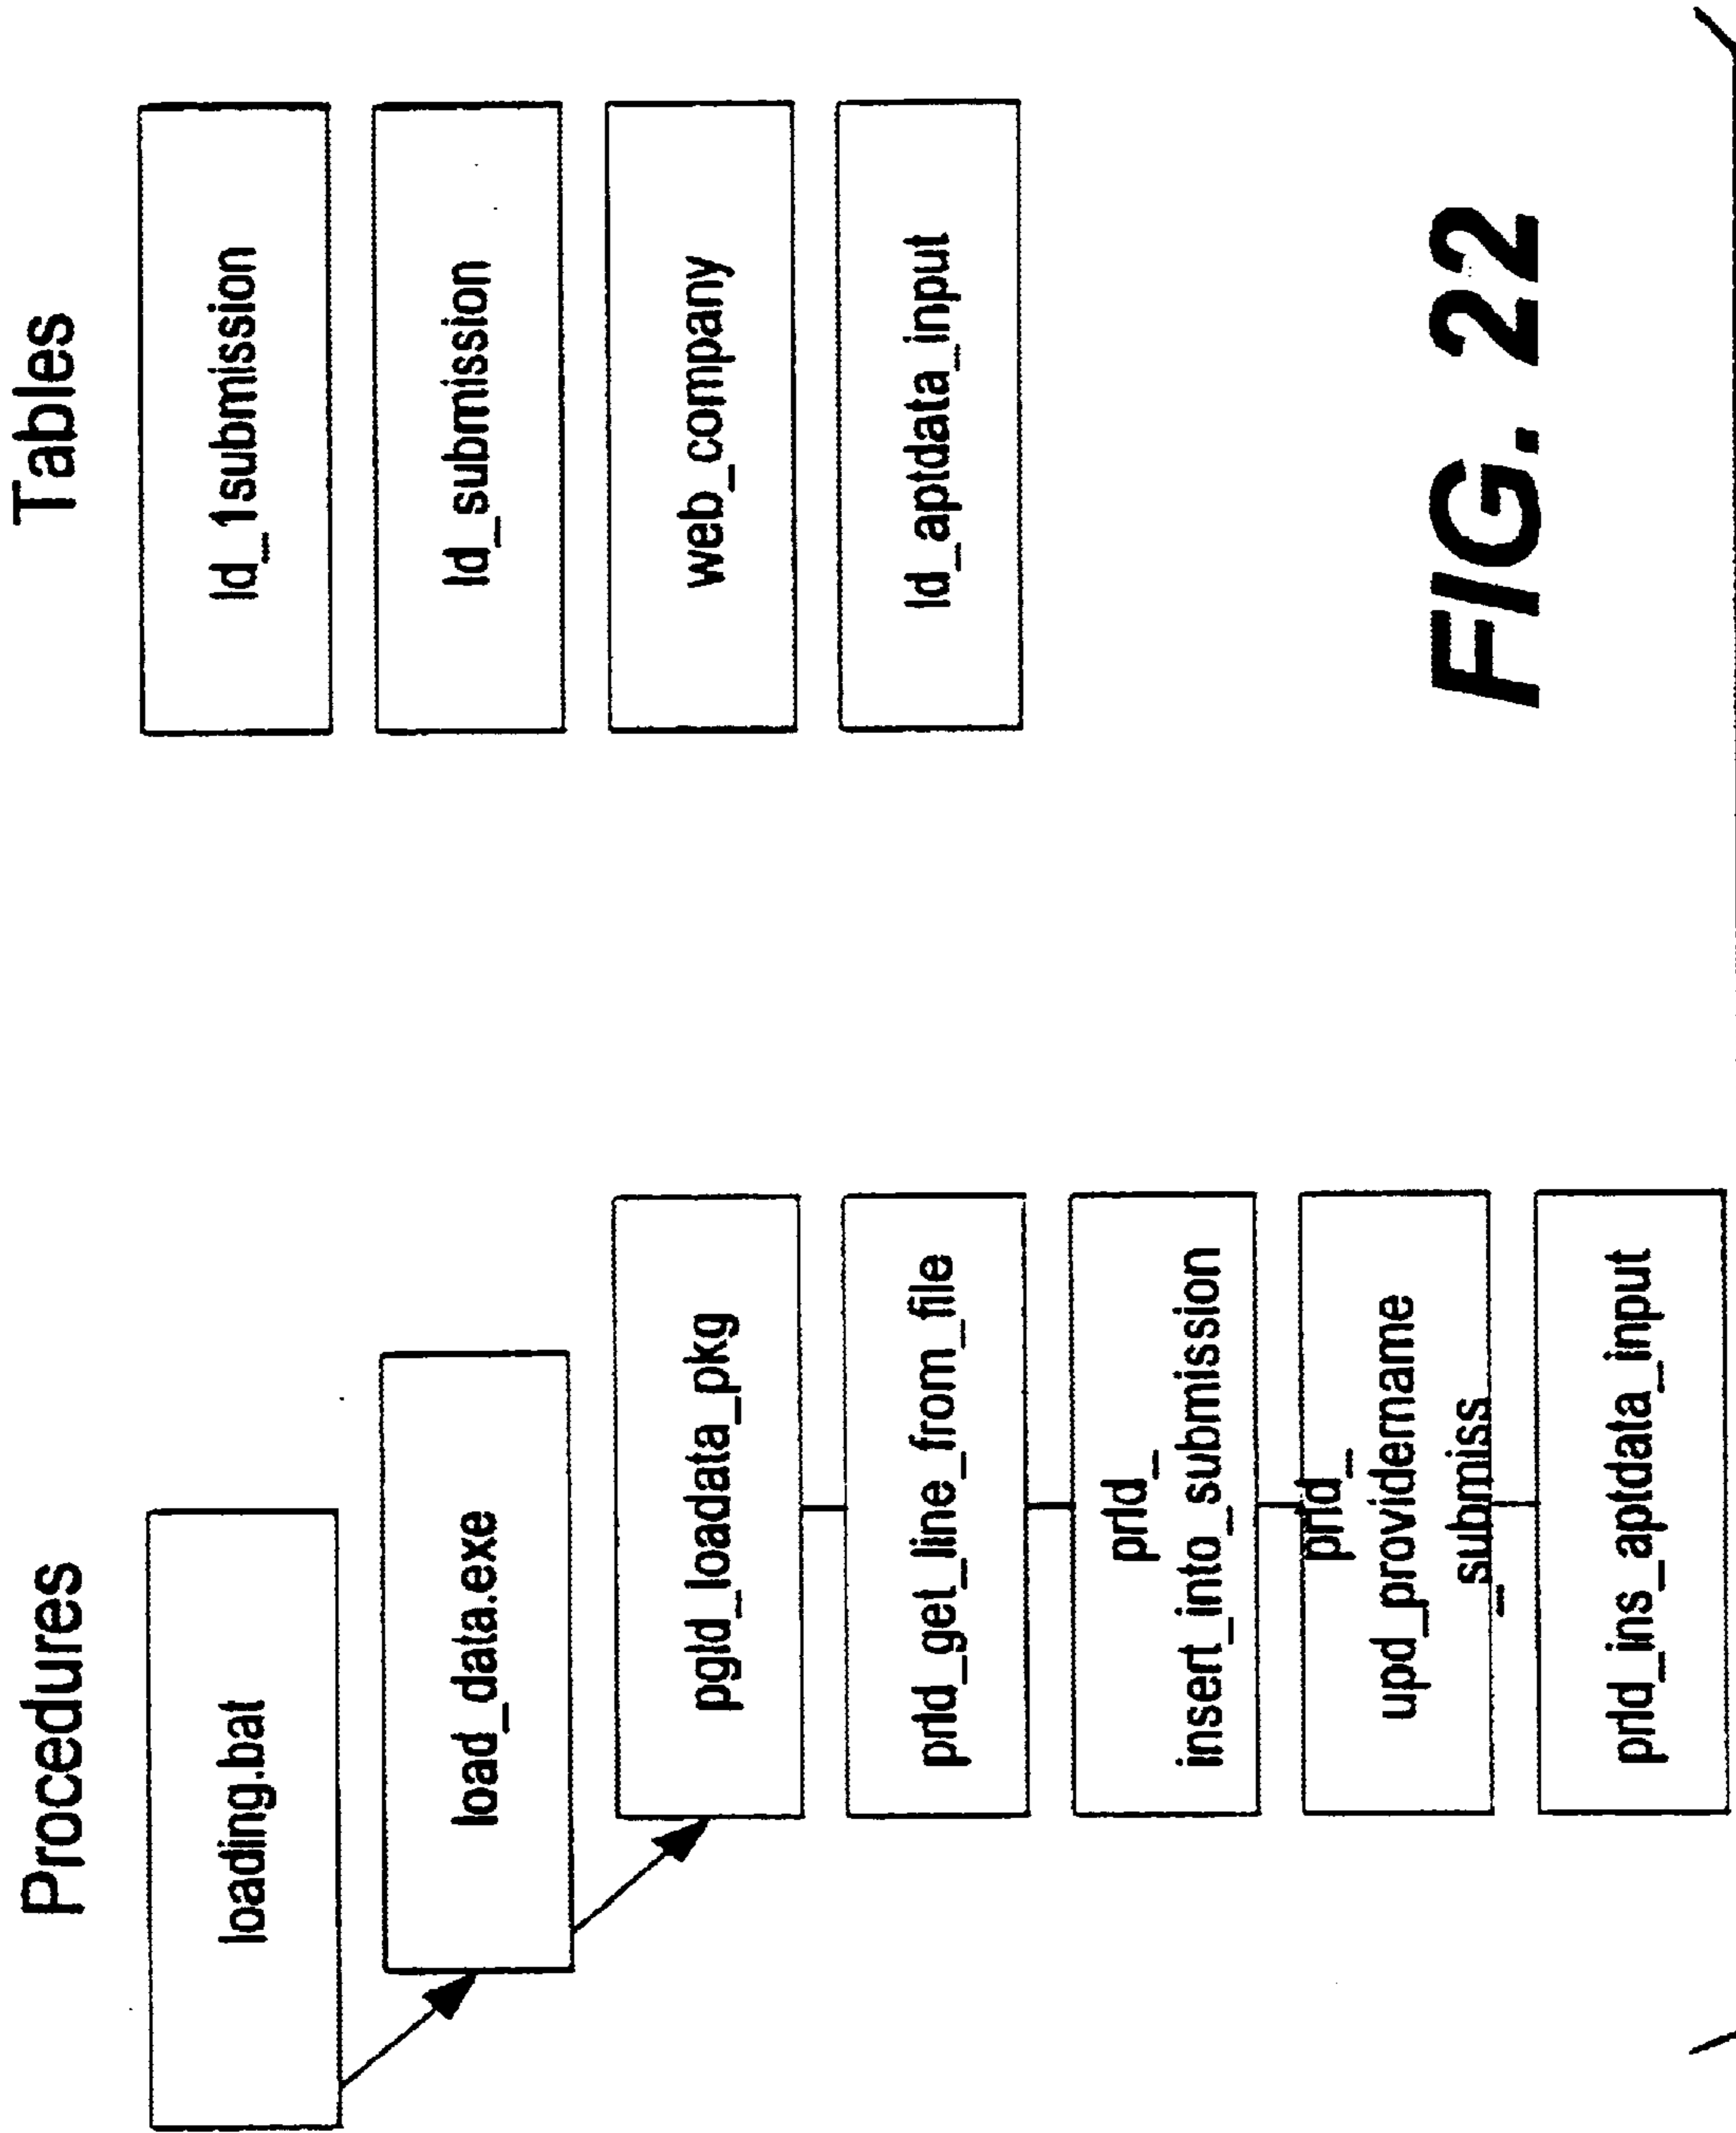 Procedures
loading.bat
load_data.exe
pgld_loadata_pkg
prld_get_line_from_file
prld_
insert_into_submission
prld_
upd_providername
_submiss
prld_ins_aptdata_input
Tables
ld_1submission
ld_submission
web_company
ld_aptdata_input
FIG. 22